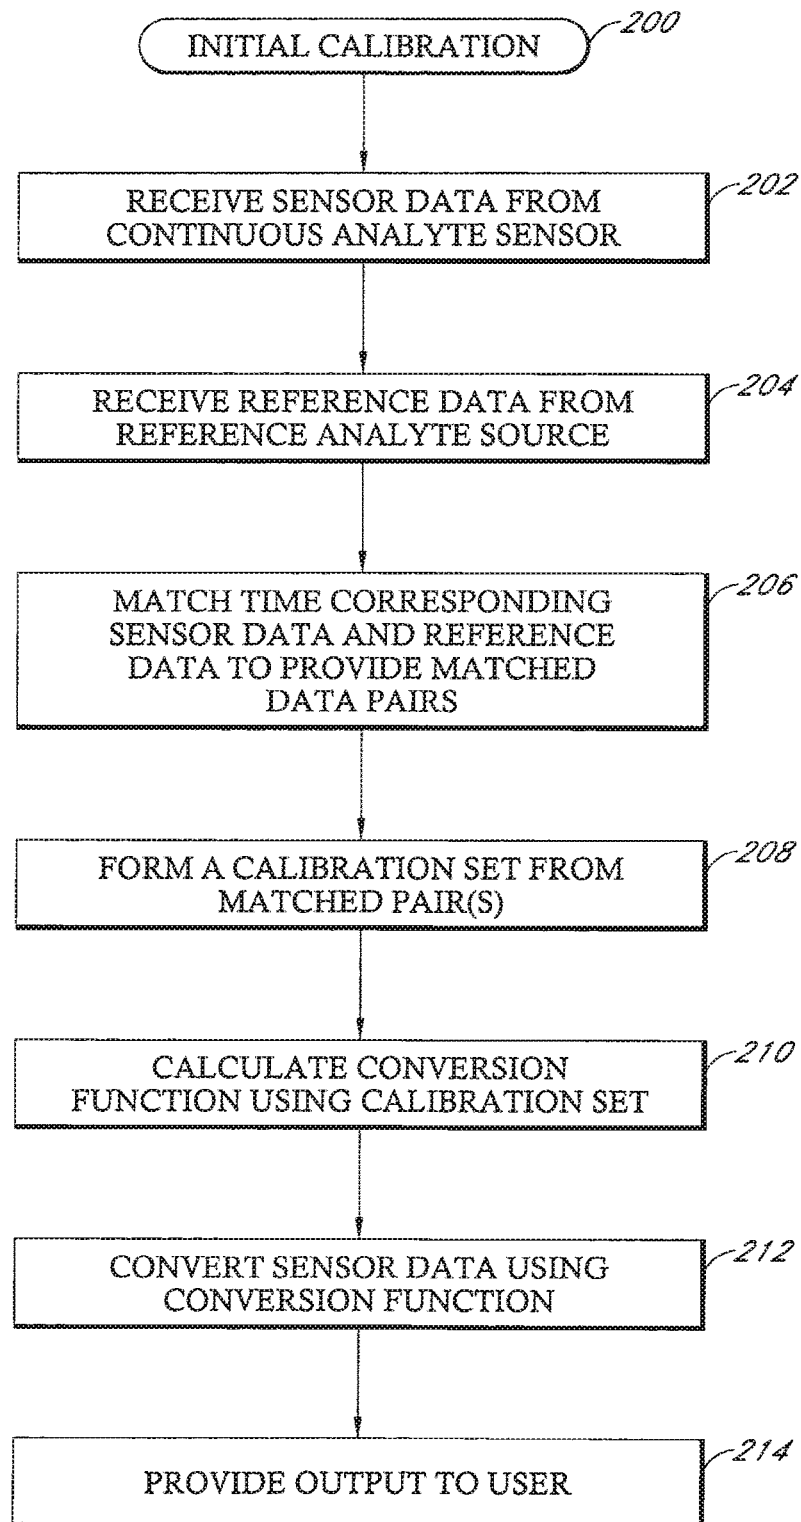 INITIAL CALIBRATION
200
RECEIVE SENSOR DATA FROM
CONTINUOUS ANALYTE SENSOR
202
RECEIVE REFERENCE DATA FROM
REFERENCE ANALYTE SOURCE
204
MATCH TIME CORRESPONDING
SENSOR DATA AND REFERENCE
DATA TO PROVIDE MATCHED
DATA PAIRS
206
FORM A CALIBRATION SET FROM
MATCHED PAIR(S)
208
CALCULATE CONVERSION
FUNCTION USING CALIBRATION SET
210
CONVERT SENSOR DATA USING
CONVERSION FUNCTION
212
PROVIDE OUTPUT TO USER
214